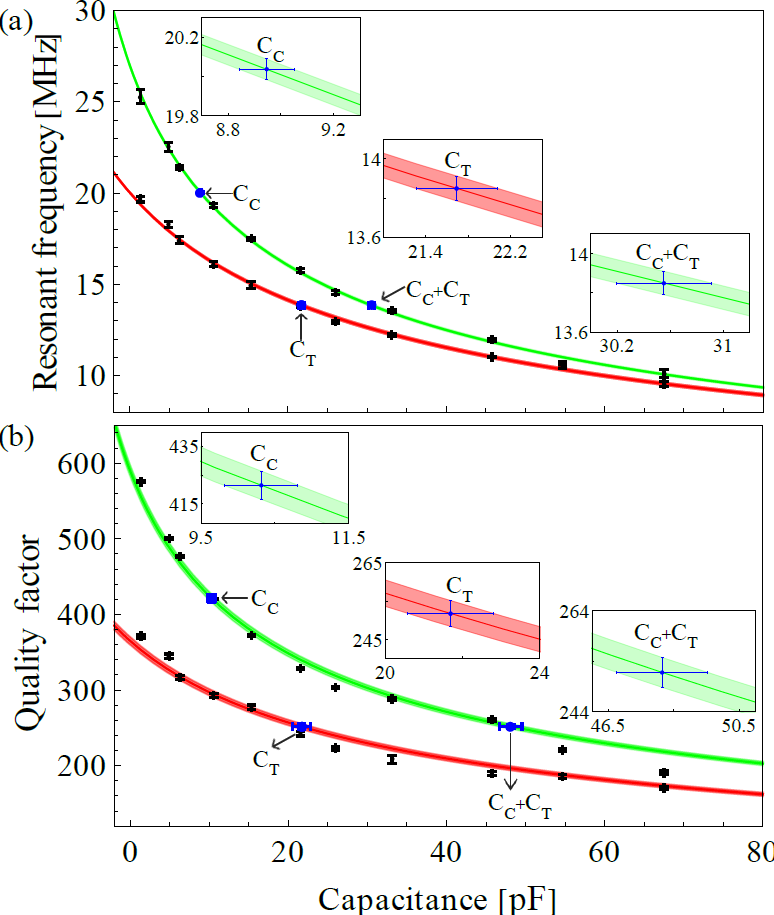 (a)
Resonant frequency [MHz]
30
25
20
15
10
20.2
19.8
C_C
8.8
9.2
14
13.6
C_T
21.4
22.2
14
13.6
C_C+C_T
30.2
31
C_C
C_T
C_C+C_T
(b)
Quality factor
600
500
400
300
200
435
415
C_C
9.5
11.5
265
245
C_T
20
24
264
244
C_C+C_T
46.5
50.5
C_C
C_T
C_C+C_T
0
20
40
60
80
Capacitance [pF]